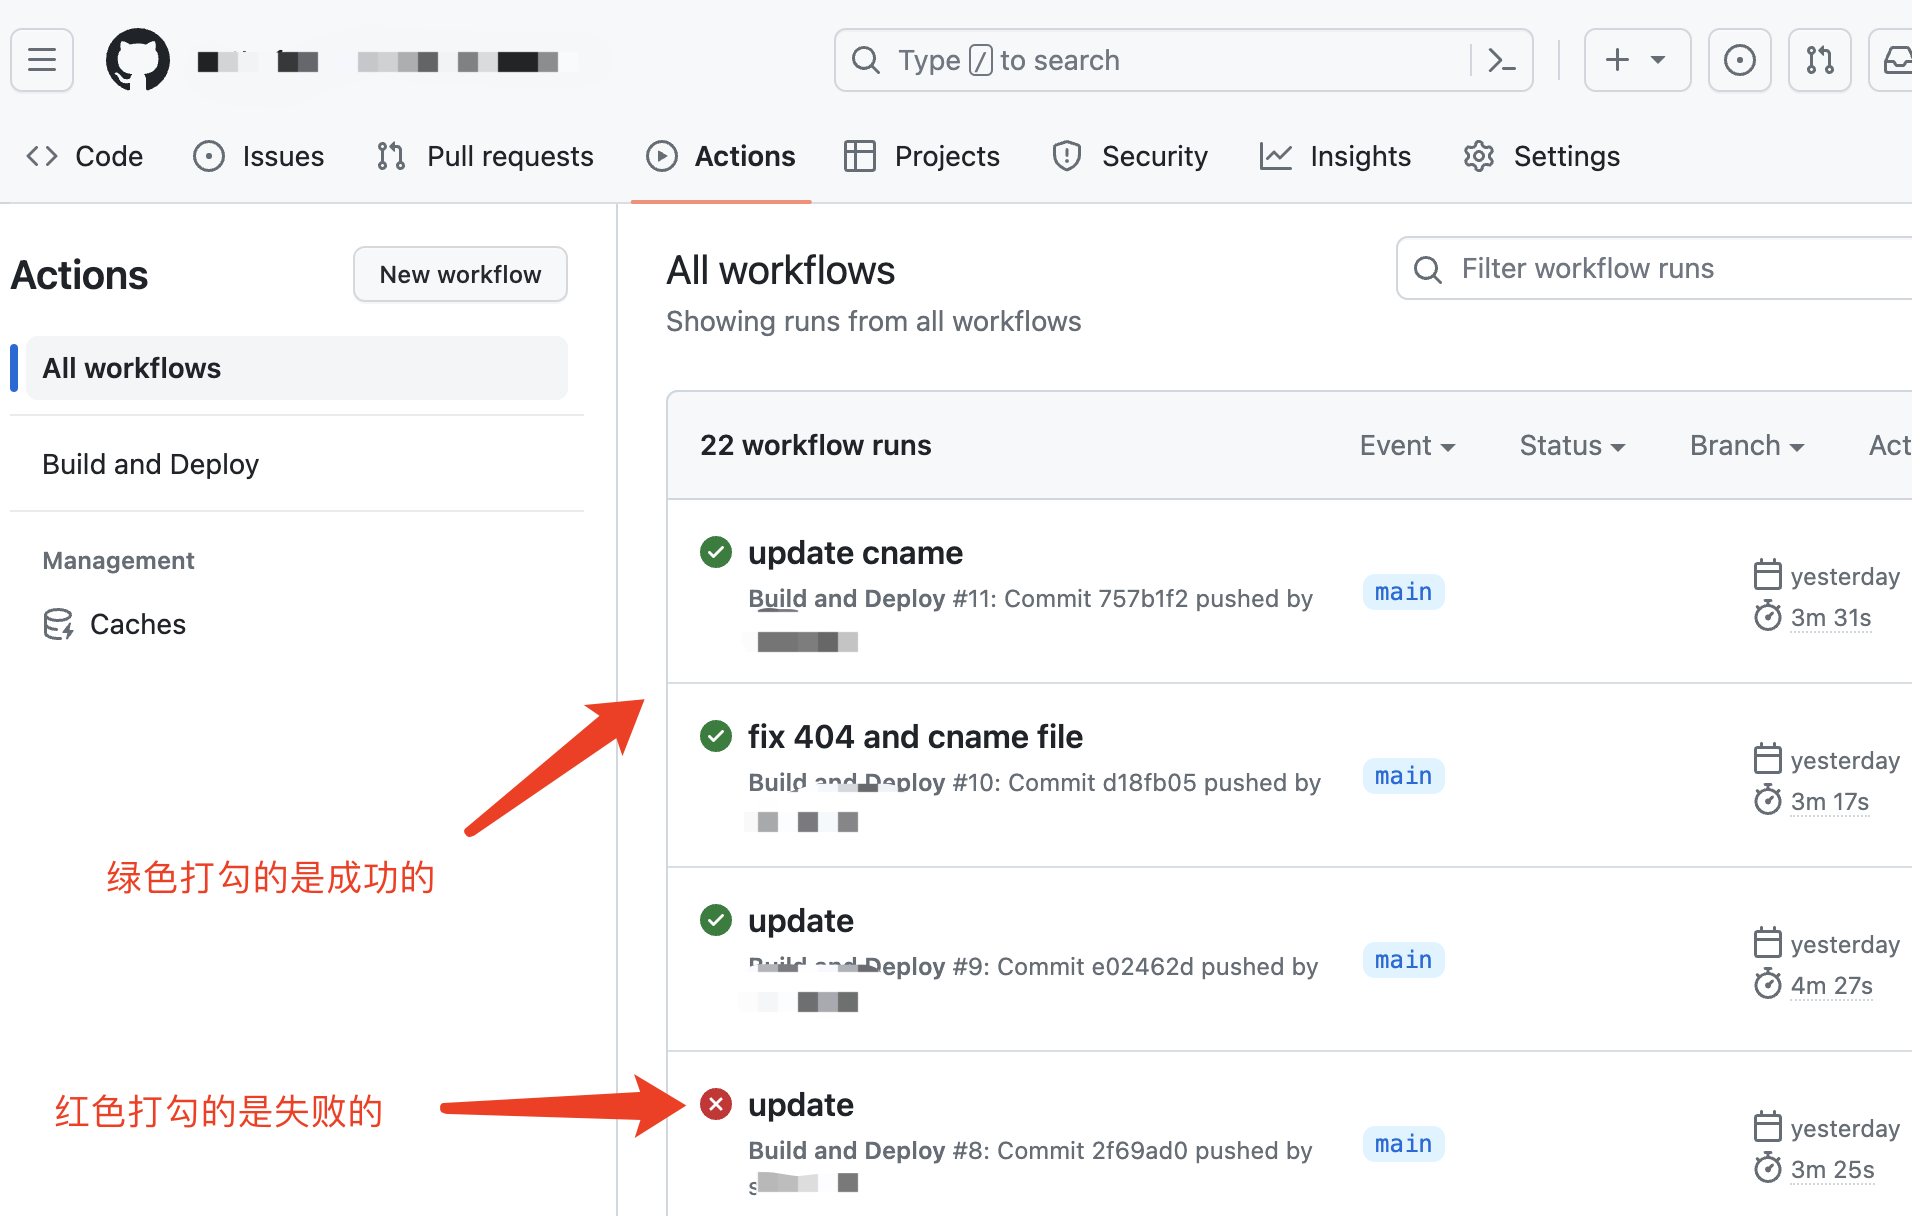 Type / to search
Code
Issues
Pull requests
Actions
Projects
Security
Insights
Settings
Actions
New workflow
All workflows
Build and Deploy
Management
Caches
绿色打勾的是成功的
红色打勾的是失败的
All workflows
Showing runs from all workflows
Filter workflow runs
22 workflow runs
Event
Status
Branch
Act
update cname
Build and Deploy #11: Commit 757b1f2 pushed by
main
yesterday
3m 31s
fix 404 and cname file
Build and Deploy #10: Commit d18fb05 pushed by
main
yesterday
3m 17s
update
Build and Deploy #9: Commit e02462d pushed by
main
yesterday
4m 27s
update
Build and Deploy #8: Commit 2f69ad0 pushed by
main
yesterday
3m 25s